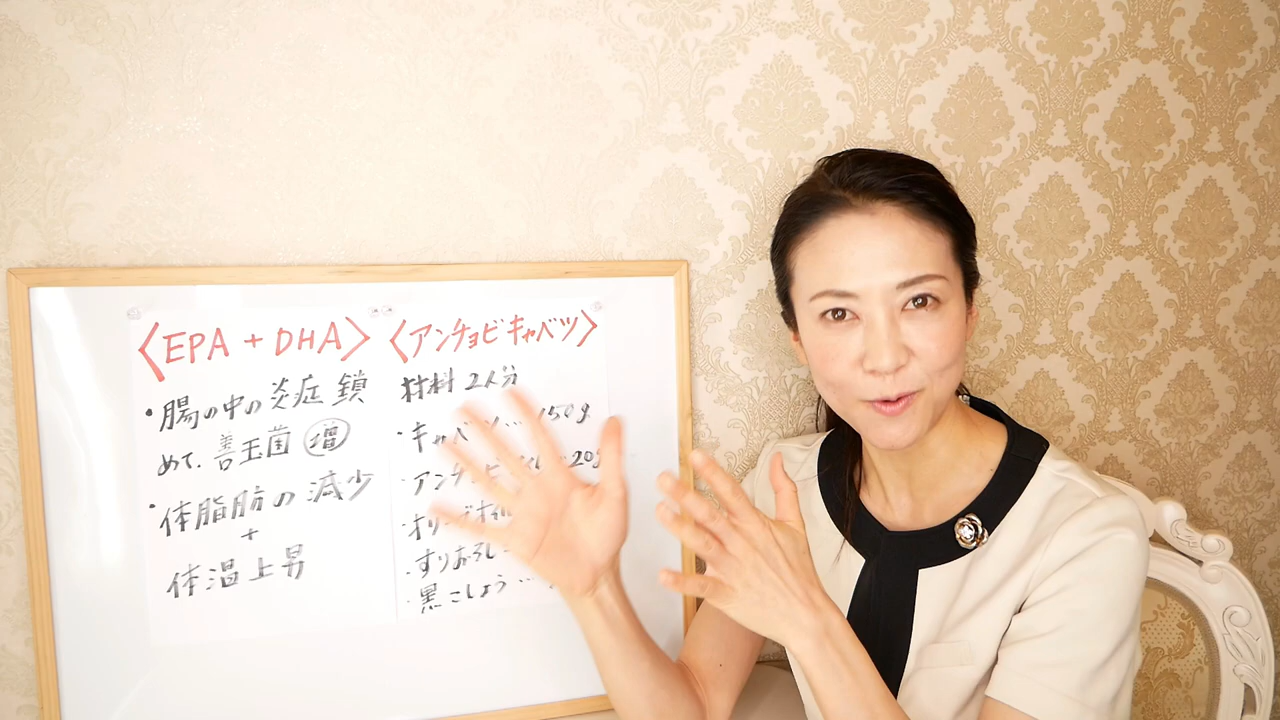 〈EPA + DHA〉
・腸の中の炎症鎮
めて、善玉菌 増
・体脂肪の減少
+
体温上昇
〈アンチョビキャベツ〉
材料 2人分
・キャベツ… 150g
・アンチョビ 20g
・オリーブオイル
・すりおろし
・黒こしょう…